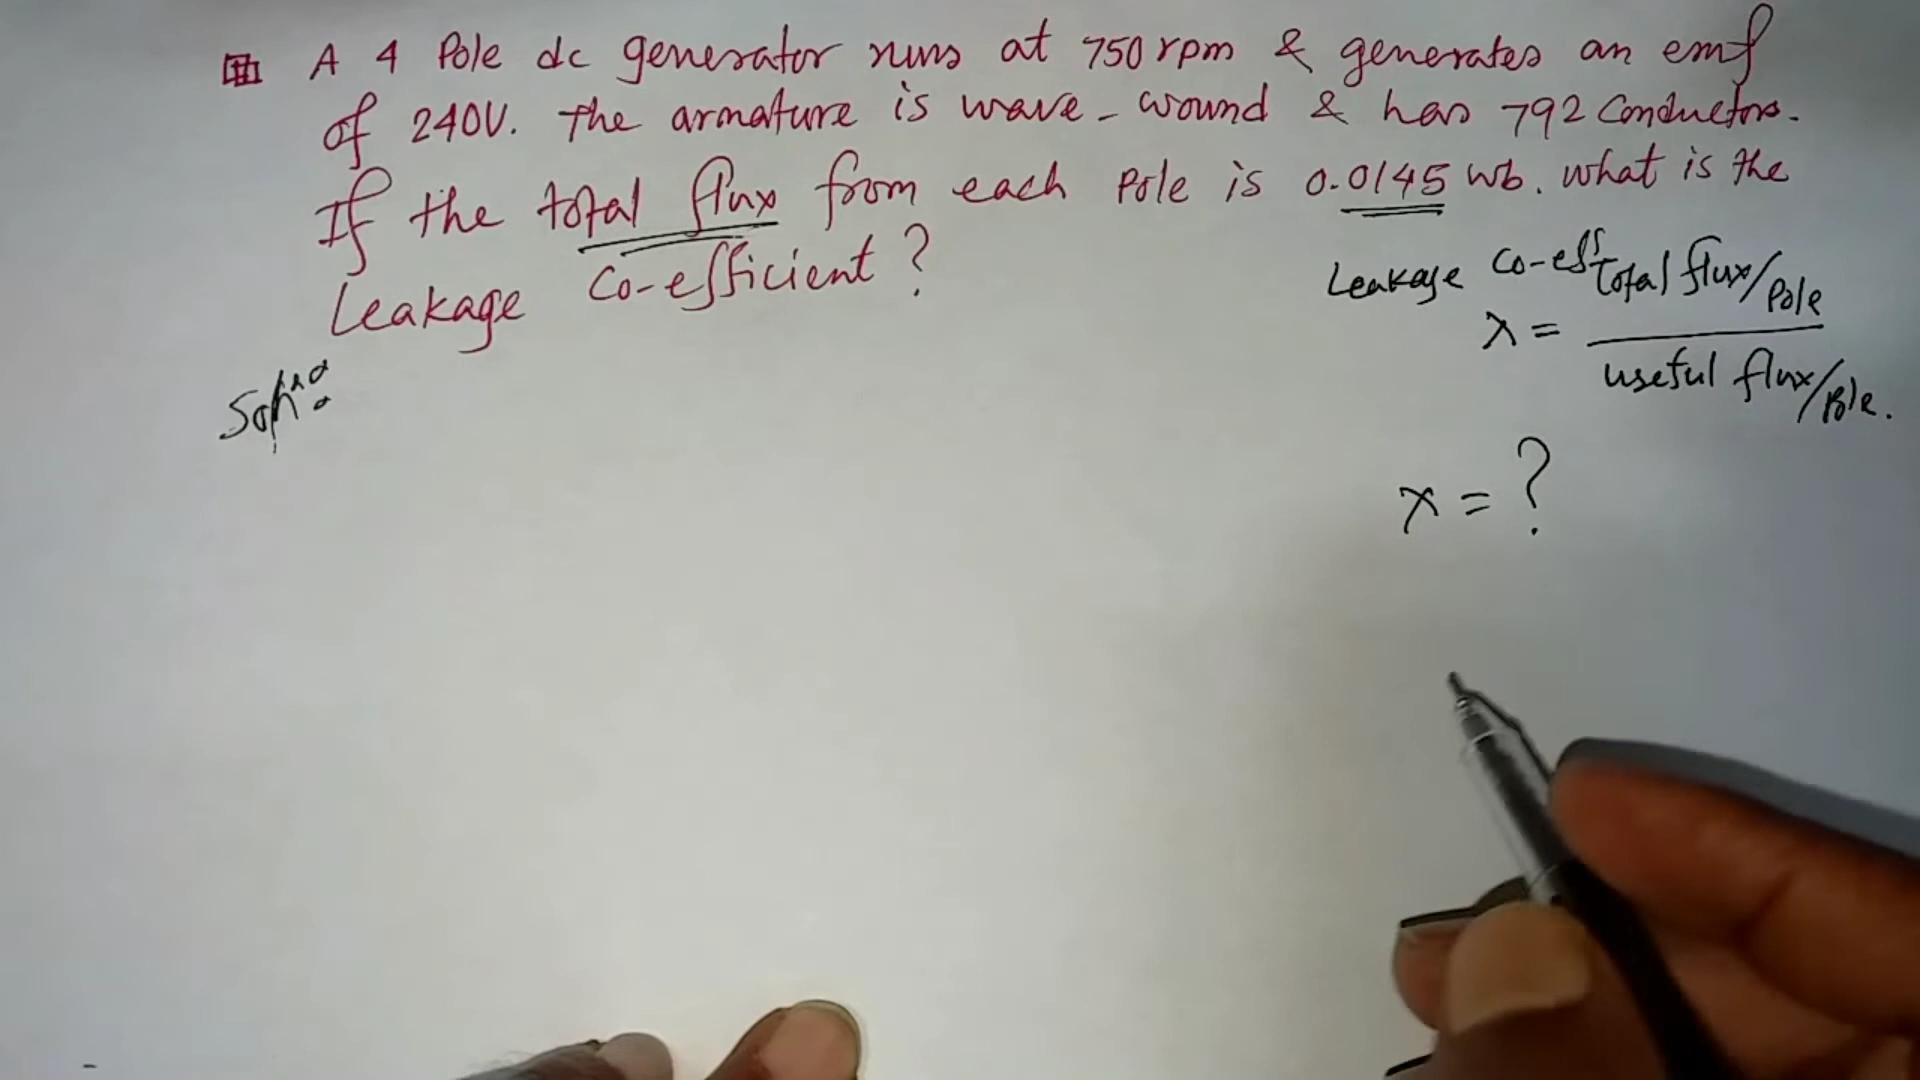 A 4 Pole dc generator runs at 750 rpm & generates an emf
of 240V. The armature is wave-wound & has 792 Conductors.
If the total flux from each Pole is 0.0145 wb. what is the
Leakage Co-efficient?
Leakage co-eff
λ = total flux/Pole
useful flux/Pole.
Soln:
λ = ?